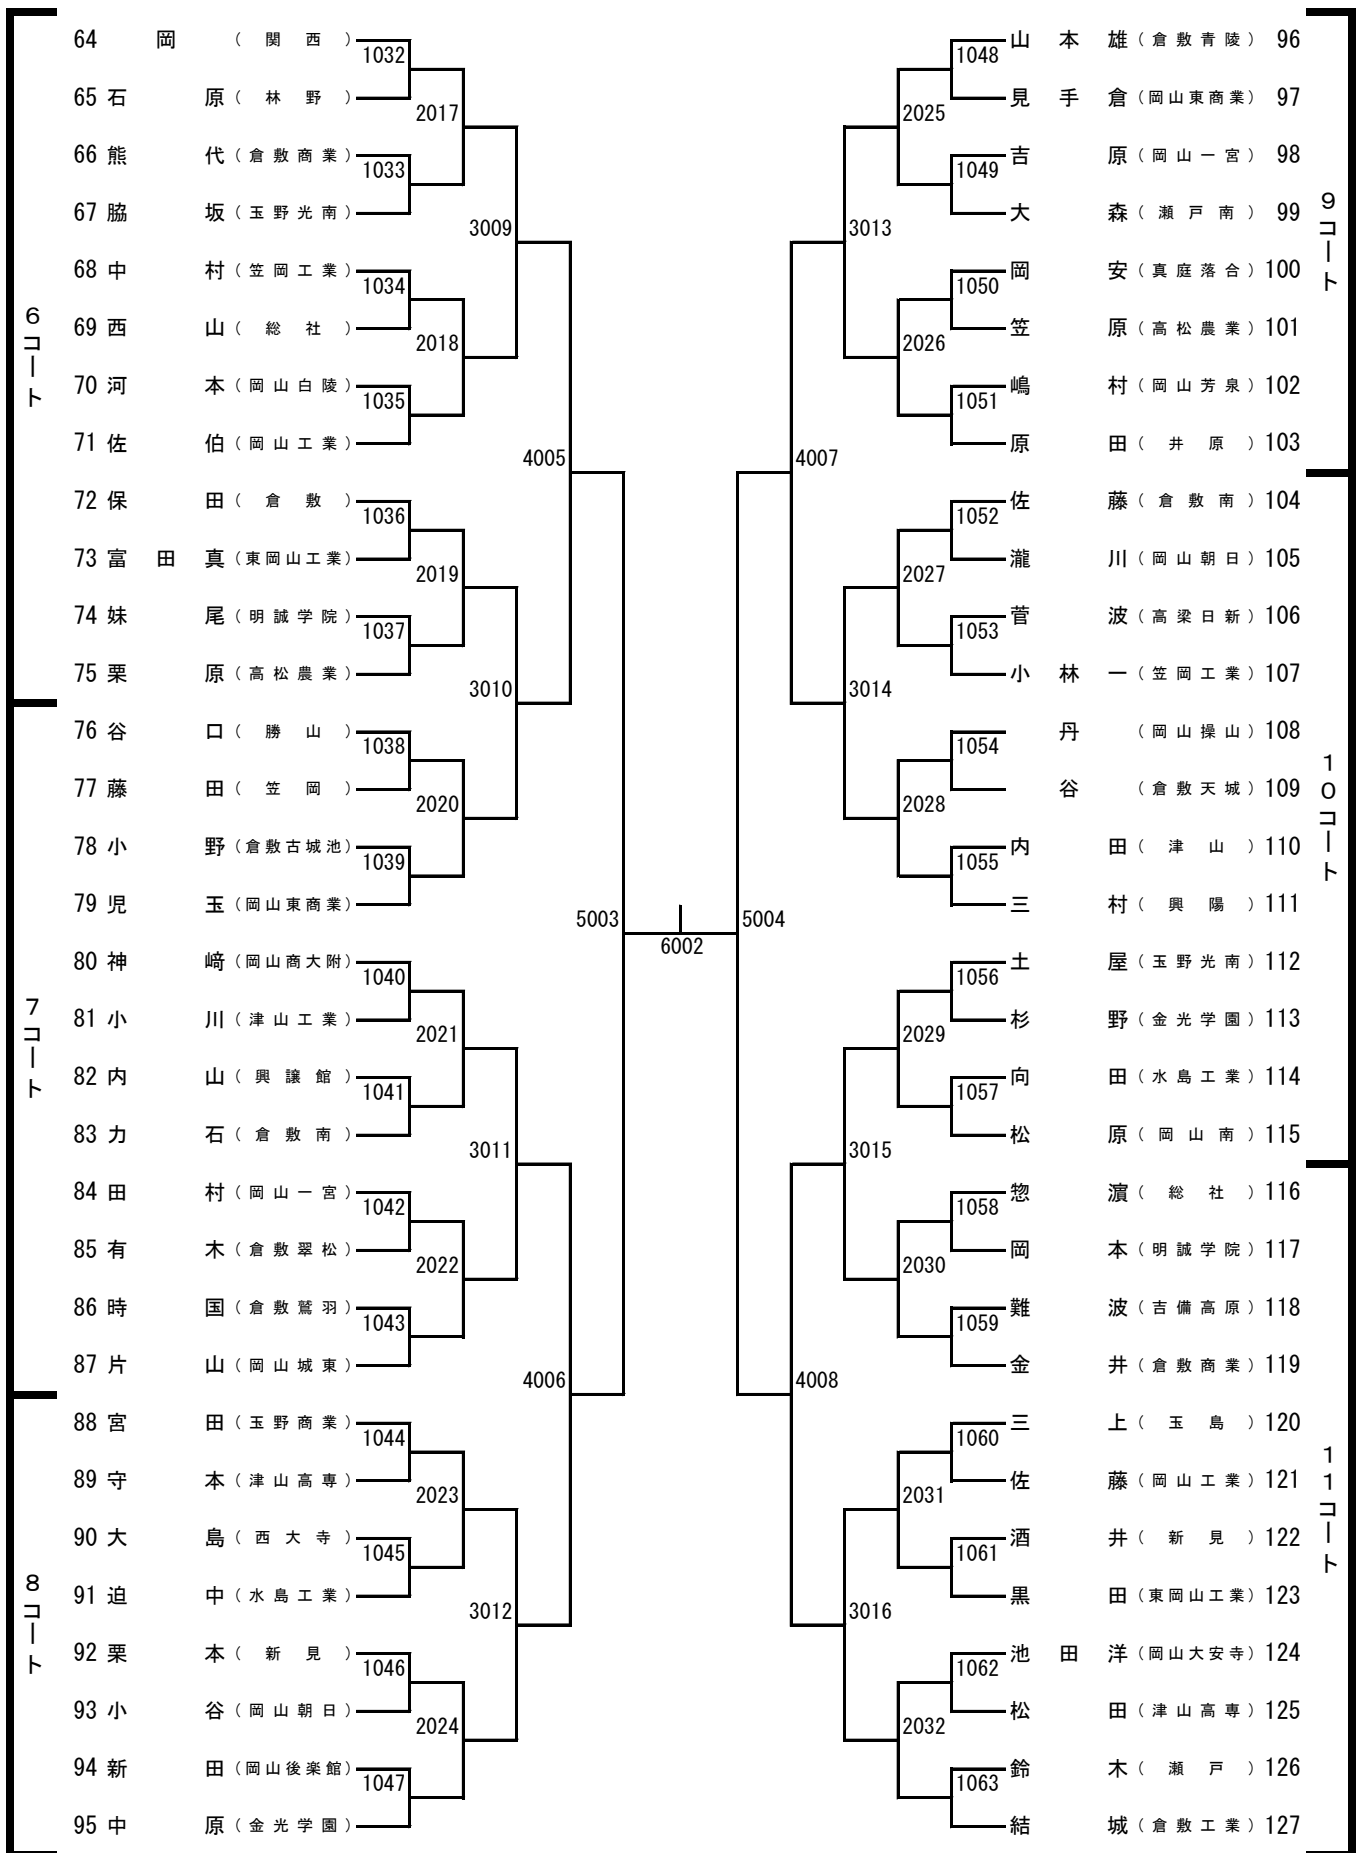 6コート
64 岡 (関西)
1032
65 石原 (林野)
2017
66 熊代 (倉敷商業)
1033
67 脇坂 (玉野光南)
3009
68 中村 (笠岡工業)
1034
69 西山 (総社)
2018
70 河本 (岡山白陵)
1035
71 佐伯 (岡山工業)
4005
72 保田 (倉敷)
1036
73 富田真 (東岡山工業)
2019
74 妹尾 (明誠学院)
1037
75 栗原 (高松農業)
3010
7コート
76 谷口 (勝山)
1038
77 藤田 (笠岡)
2020
78 小野 (倉敷古城池)
1039
79 児玉 (岡山東商業)
5003
80 神﨑 (岡山商大附)
1040
81 小川 (津山工業)
2021
82 内山 (興譲館)
1041
83 力石 (倉敷南)
3011
84 田村 (岡山一宮)
1042
85 有木 (倉敷翠松)
2022
86 時国 (倉敷鷲羽)
1043
87 片山 (岡山城東)
4006
8コート
88 宮田 (玉野商業)
1044
89 守本 (津山高専)
2023
90 大島 (西大寺)
1045
91 迫中 (水島工業)
3012
92 栗本 (新見)
1046
93 小谷 (岡山朝日)
2024
94 新田 (岡山後楽館)
1047
95 中原 (金光学園)
6002
9コート
山本雄 (倉敷青陵) 96
1048
見手倉 (岡山東商業) 97
2025
吉原 (岡山一宮) 98
1049
大森 (瀬戸南) 99
3013
岡安 (真庭落合) 100
1050
笠原 (高松農業) 101
2026
嶋村 (岡山芳泉) 102
1051
原田 (井原) 103
4007
10コート
佐藤 (倉敷南) 104
1052
瀧川 (岡山朝日) 105
2027
菅波 (高梁日新) 106
1053
小林一 (笠岡工業) 107
3014
丹 (岡山操山) 108
1054
谷 (倉敷天城) 109
2028
内田 (津山) 110
1055
三村 (興陽) 111
5004
土屋 (玉野光南) 112
1056
杉野 (金光学園) 113
2029
向田 (水島工業) 114
1057
松原 (岡山南) 115
3015
11コート
惣濵 (総社) 116
1058
岡本 (明誠学院) 117
2030
難波 (吉備高原) 118
1059
金井 (倉敷商業) 119
4008
三上 (玉島) 120
1060
佐藤 (岡山工業) 121
2031
酒井 (新見) 122
1061
黒田 (東岡山工業) 123
3016
池田洋 (岡山大安寺) 124
1062
松田 (津山高専) 125
2032
鈴木 (瀬戸) 126
1063
結城 (倉敷工業) 127